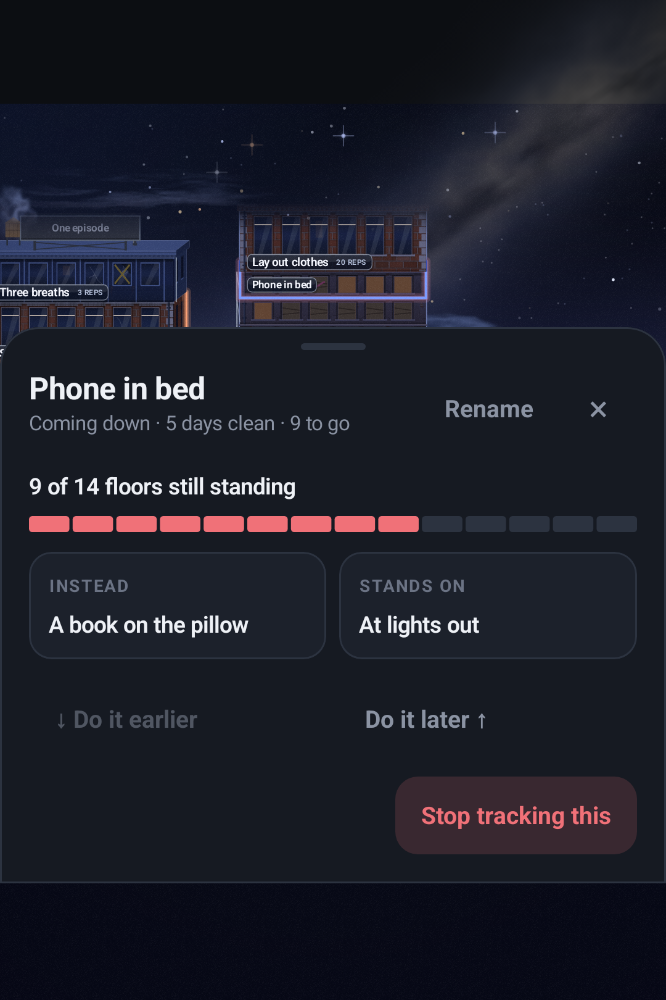 One episode
Lay out clothes 20 REPS
Phone in bed
Three breaths 3 REPS
Phone in bed
Coming down · 5 days clean · 9 to go
Rename ×
9 of 14 floors still standing
INSTEAD
A book on the pillow
STANDS ON
At lights out
↓ Do it earlier
Do it later ↑
Stop tracking this